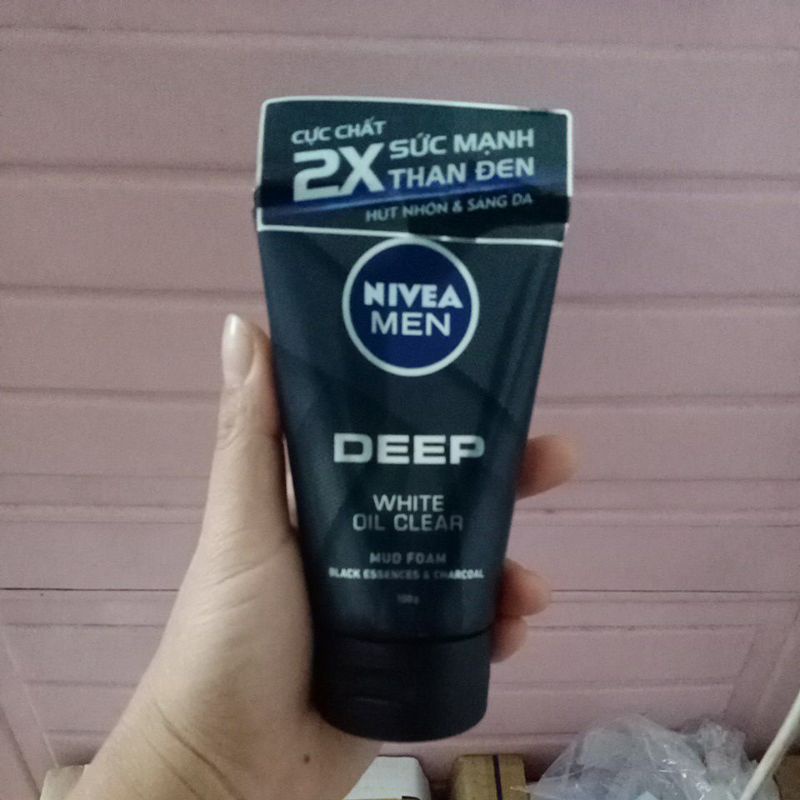 CỰC CHẤT
2X SỨC MẠNH
THAN ĐEN
HÚT NHỜN & SÁNG DA
NIVEA
MEN
DEEP
WHITE
OIL CLEAR
MUD FOAM
BLACK ESSENCES & CHARCOAL
100g